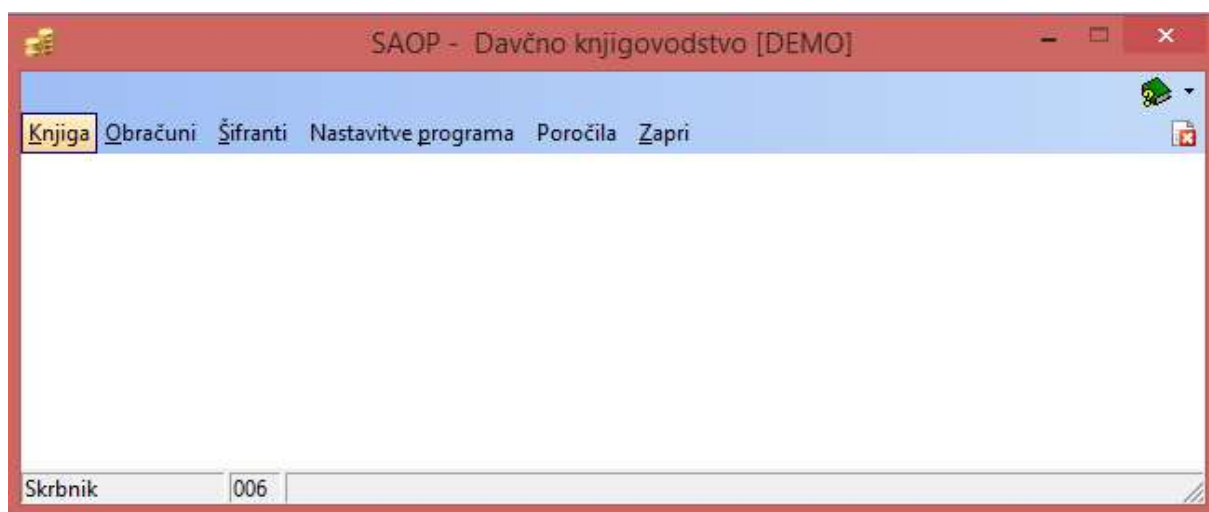 SAOP - Davčno knjigovodstvo [DEMO]
Knjiga Obračuni Šifranti Nastavitve programa Poročila Zapri
Skrbnik 006